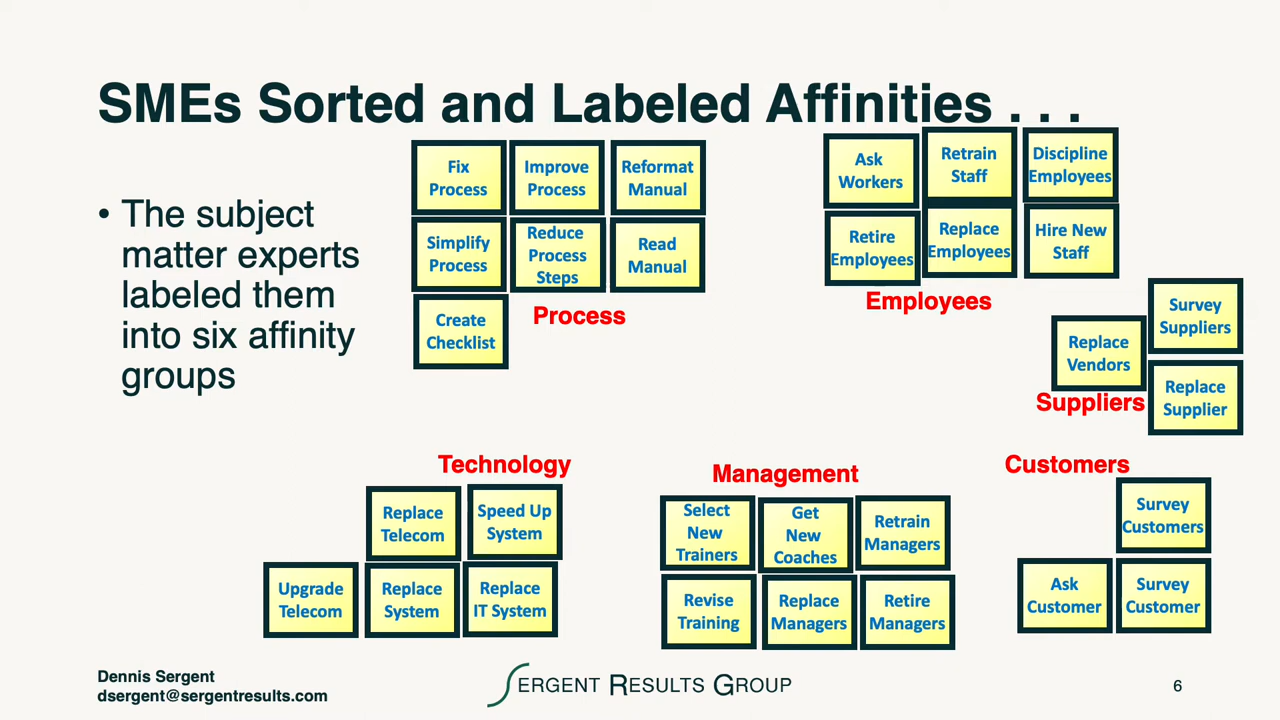 SMEs Sorted and Labeled Affinities . . .
• The subject
matter experts
labeled them
into six affinity
groups
Fix
Process
Improve
Process
Reformat
Manual
Simplify
Process
Reduce
Process
Steps
Read
Manual
Create
Checklist
Process
Ask
Workers
Retrain
Staff
Discipline
Employees
Retire
Employees
Replace
Employees
Hire New
Staff
Employees
Survey
Suppliers
Replace
Vendors
Replace
Supplier
Suppliers
Technology
Replace
Telecom
Speed Up
System
Upgrade
Telecom
Replace
System
Replace
IT System
Management
Select
New
Trainers
Get
New
Coaches
Retrain
Managers
Revise
Training
Replace
Managers
Retire
Managers
Customers
Survey
Customers
Ask
Customer
Survey
Customer
Dennis Sergent
dsergent@sergentresults.com
SERGENT RESULTS GROUP
6